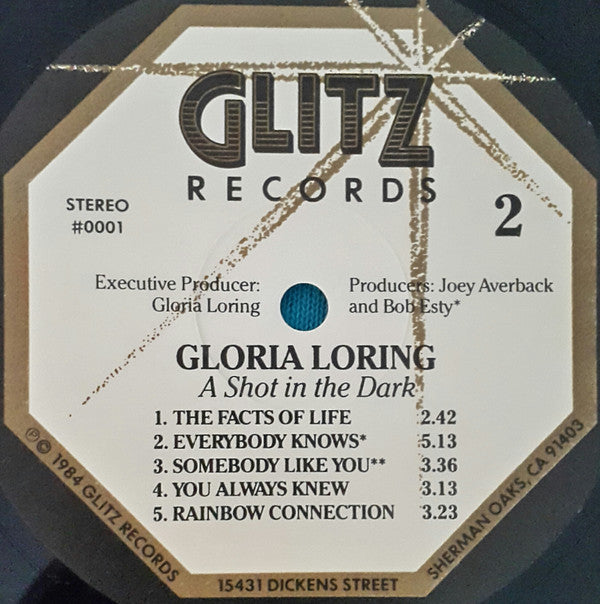 GLITZ
RECORDS
STEREO
#0001
2
Executive Producer:
Gloria Loring
Producers: Joey Averback
and Bob Esty*
GLORIA LORING
A Shot in the Dark
1. THE FACTS OF LIFE 2.42
2. EVERYBODY KNOWS* 5.13
3. SOMEBODY LIKE YOU** 3.36
4. YOU ALWAYS KNEW 3.13
5. RAINBOW CONNECTION 3.23
℗© 1984 GLITZ RECORDS
15431 DICKENS STREET
SHERMAN OAKS, CA 91403